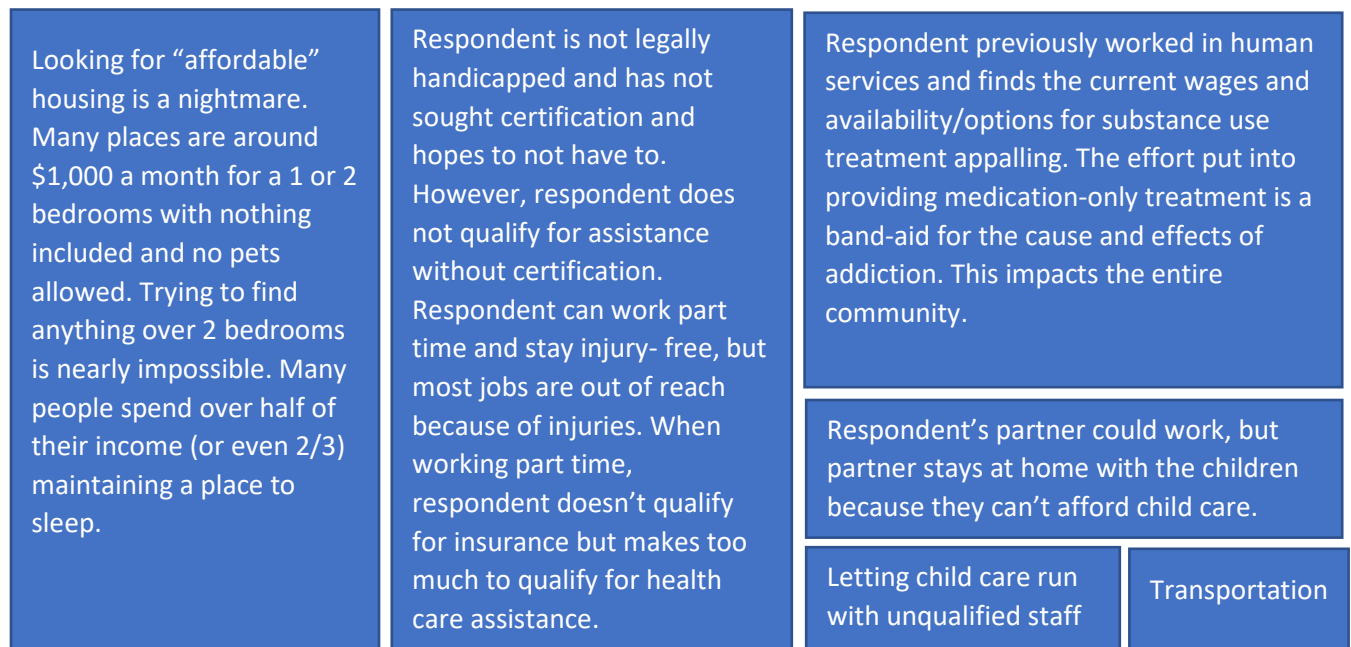 Looking for “affordable”
housing is a nightmare.
Many places are around
$1,000 a month for a 1 or 2
bedrooms with nothing
included and no pets
allowed. Trying to find
anything over 2 bedrooms
is nearly impossible. Many
people spend over half of
their income (or even 2/3)
maintaining a place to
sleep.
Respondent is not legally
handicapped and has not
sought certification and
hopes to not have to.
However, respondent does
not qualify for assistance
without certification.
Respondent can work part
time and stay injury- free, but
most jobs are out of reach
because of injuries. When
working part time,
respondent doesn’t qualify
for insurance but makes too
much to qualify for health
care assistance.
Respondent previously worked in human
services and finds the current wages and
availability/options for substance use
treatment appalling. The effort put into
providing medication-only treatment is a
band-aid for the cause and effects of
addiction. This impacts the entire
community.
Respondent’s partner could work, but
partner stays at home with the children
because they can’t afford child care.
Letting child care run
with unqualified staff
Transportation